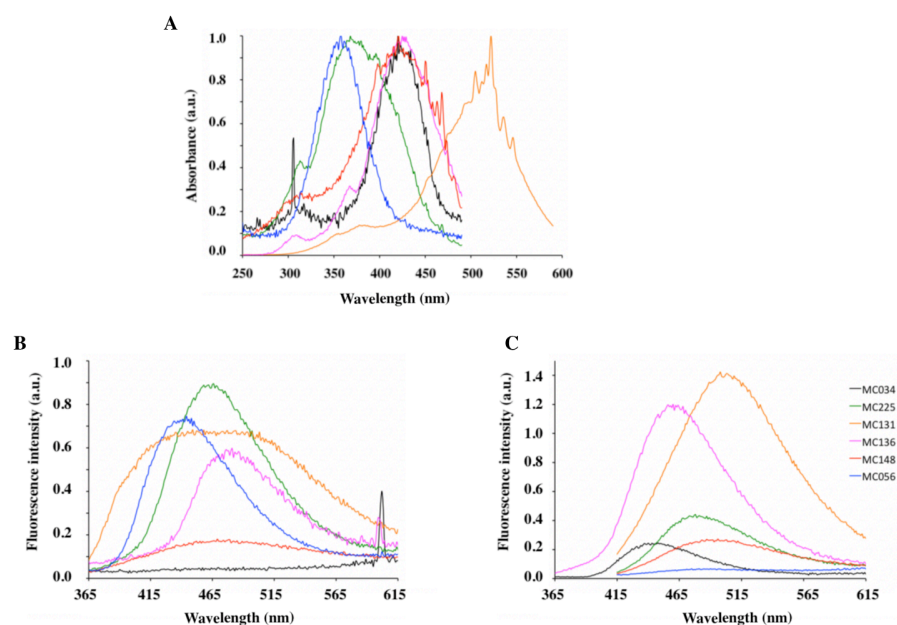 A
Absorbance (a.u.)
1.0
0.8
0.6
0.4
0.2
0.0
250 300 350 400 450 500 550 600
Wavelength (nm)
B
Fluorescence intensity (a.u.)
1.0
0.8
0.6
0.4
0.2
0.0
365 415 465 515 565 615
Wavelength (nm)
C
Fluorescence intensity (a.u.)
1.4
1.2
1.0
0.8
0.6
0.4
0.2
0.0
365 415 465 515 565 615
Wavelength (nm)
MC034
MC225
MC131
MC136
MC148
MC056